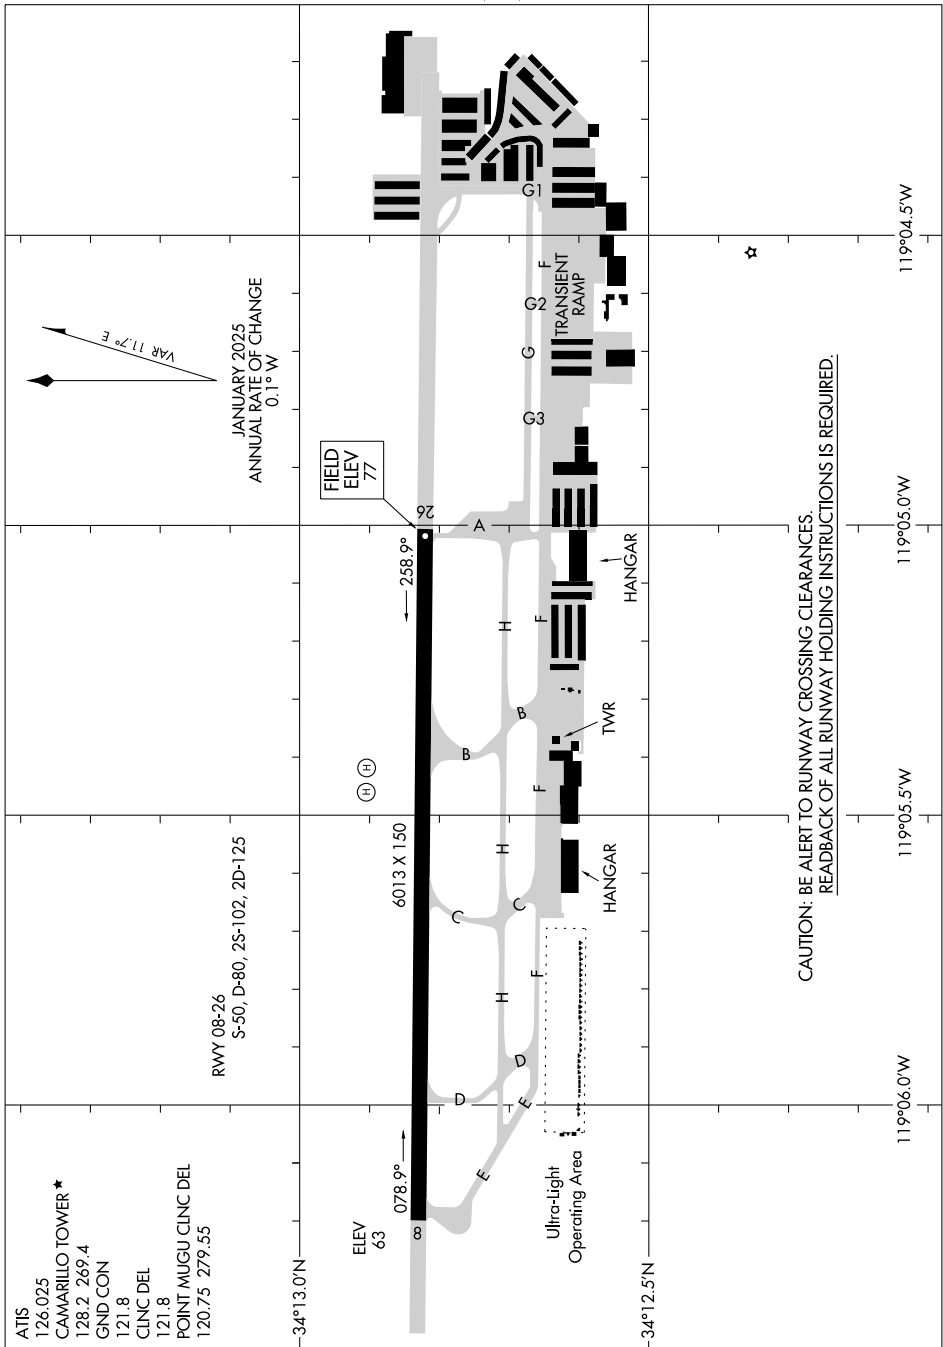 ATIS
126.025
CAMARILLO TOWER ★
128.2 269.4
GND CON
121.8
CLNC DEL
121.8
POINT MUGU CLNC DEL
120.75 279.55
RWY 08-26
S-50, D-80, 2S-102, 2D-125
VAR 11.7° E
JANUARY 2025
ANNUAL RATE OF CHANGE
0.1° W
FIELD
ELEV
77
26
258.9°
6013 X 150
H
H
078.9°
8
ELEV
63
A
B
B
C
C
D
D
E
E
F
F
F
F
G
G1
G2
G3
H
H
H
TRANSIENT
RAMP
HANGAR
TWR
HANGAR
Ultra-Light
Operating Area
34°13.0'N
34°12.5'N
119°04.5'W
119°05.0'W
119°05.5'W
119°06.0'W
CAUTION: BE ALERT TO RUNWAY CROSSING CLEARANCES.
READBACK OF ALL RUNWAY HOLDING INSTRUCTIONS IS REQUIRED.